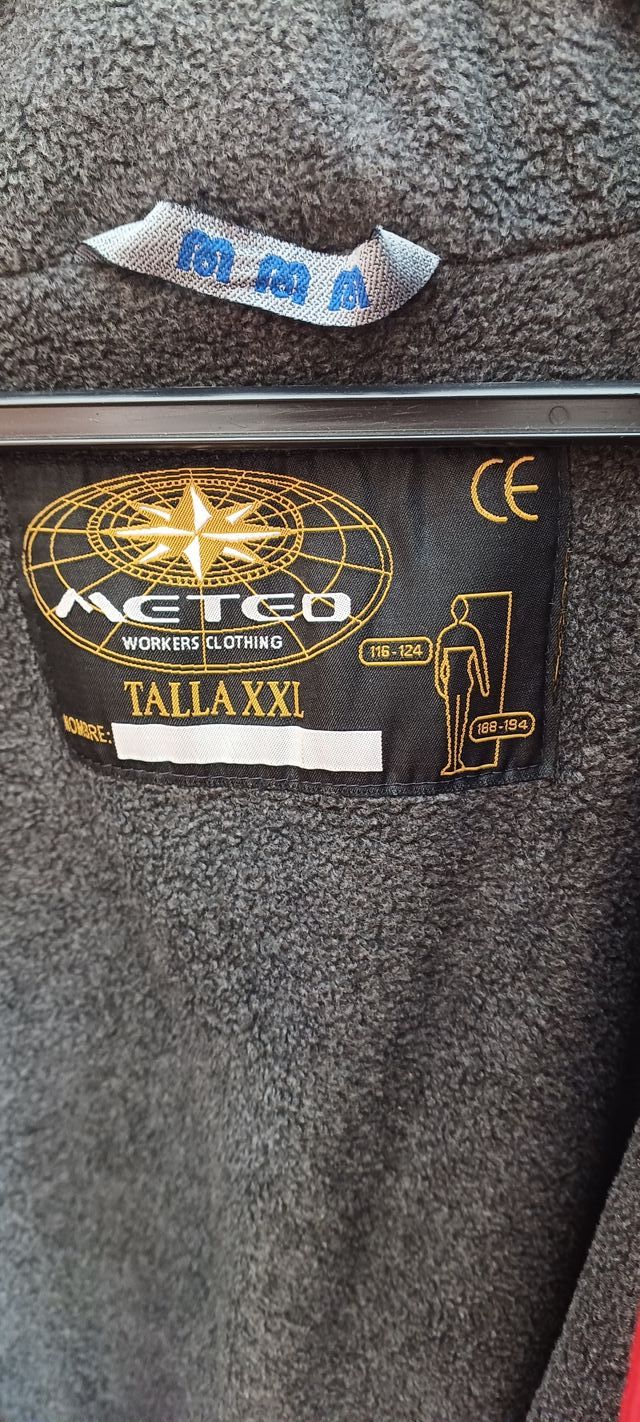 CE
METEO
WORKERS CLOTHING
116-124
TALLA XXL
188-194
NOMBRE: